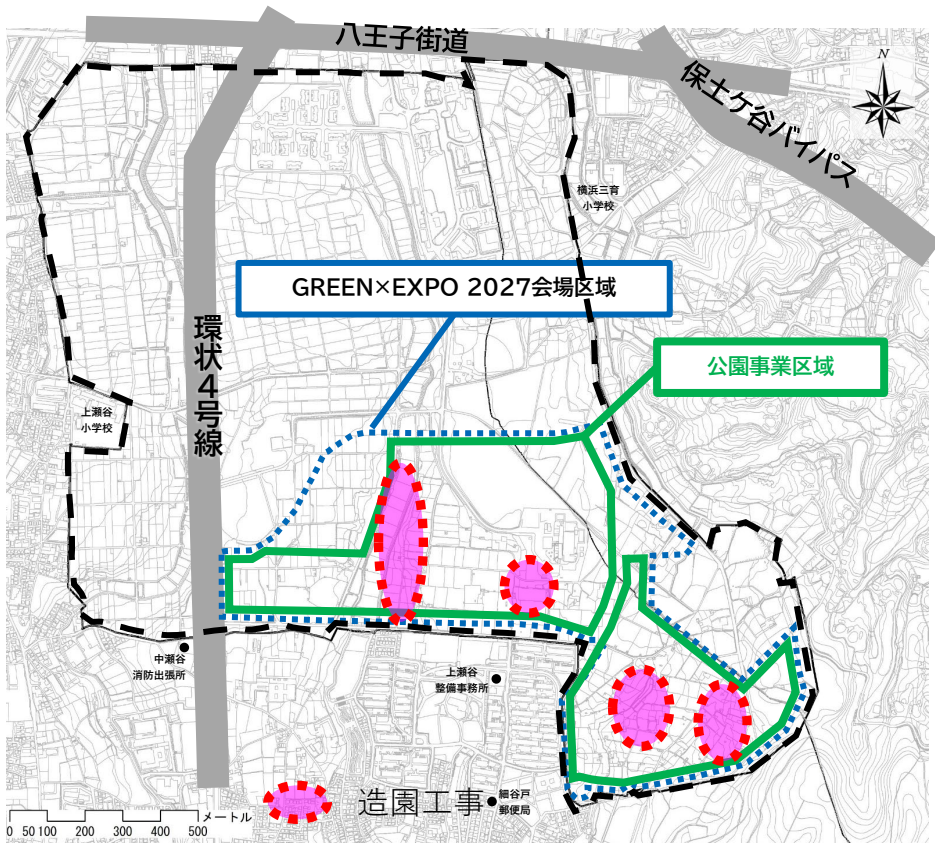 八王子街道
N
保土ケ谷バイパス
横浜三育
小学校
GREEN×EXPO 2027会場区域
環状4号線
公園事業区域
上瀬谷
小学校
中瀬谷
消防出張所
上瀬谷
整備事務所
造園工事
細谷戸
郵便局
メートル
0 50 100 200 300 400 500